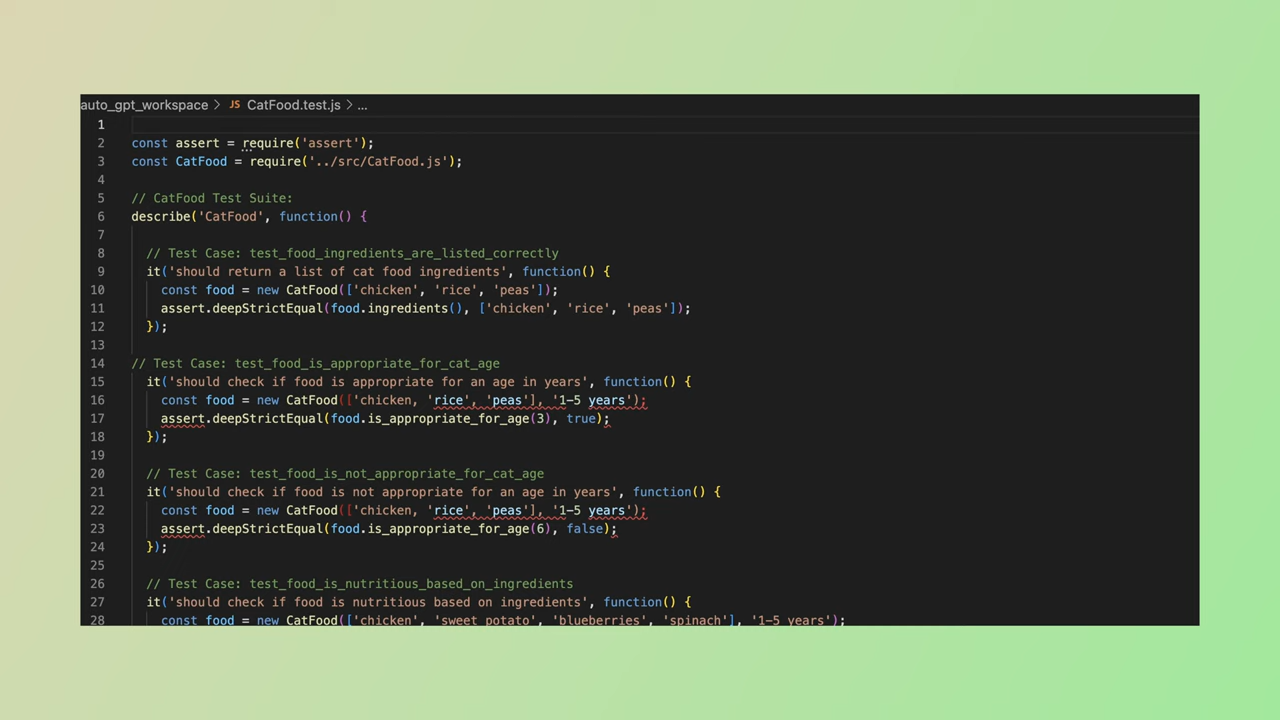 auto_gpt_workspace > JS CatFood.test.js > ...
1
2 const assert = require('assert');
3 const CatFood = require('../src/CatFood.js');
4
5 // CatFood Test Suite:
6 describe('CatFood', function() {
7
8 // Test Case: test_food_ingredients_are_listed_correctly
9 it('should return a list of cat food ingredients', function() {
10 const food = new CatFood(['chicken', 'rice', 'peas']);
11 assert.deepStrictEqual(food.ingredients(), ['chicken', 'rice', 'peas']);
12 });
13
14 // Test Case: test_food_is_appropriate_for_cat_age
15 it('should check if food is appropriate for an age in years', function() {
16 const food = new CatFood(['chicken, 'rice', 'peas'], '1-5 years');
17 assert.deepStrictEqual(food.is_appropriate_for_age(3), true);
18 });
19
20 // Test Case: test_food_is_not_appropriate_for_cat_age
21 it('should check if food is not appropriate for an age in years', function() {
22 const food = new CatFood(['chicken, 'rice', 'peas'], '1-5 years');
23 assert.deepStrictEqual(food.is_appropriate_for_age(6), false);
24 });
25
26 // Test Case: test_food_is_nutritious_based_on_ingredients
27 it('should check if food is nutritious based on ingredients', function() {
28 const food = new CatFood(['chicken', 'sweet potato', 'blueberries', 'spinach'], '1-5 years');